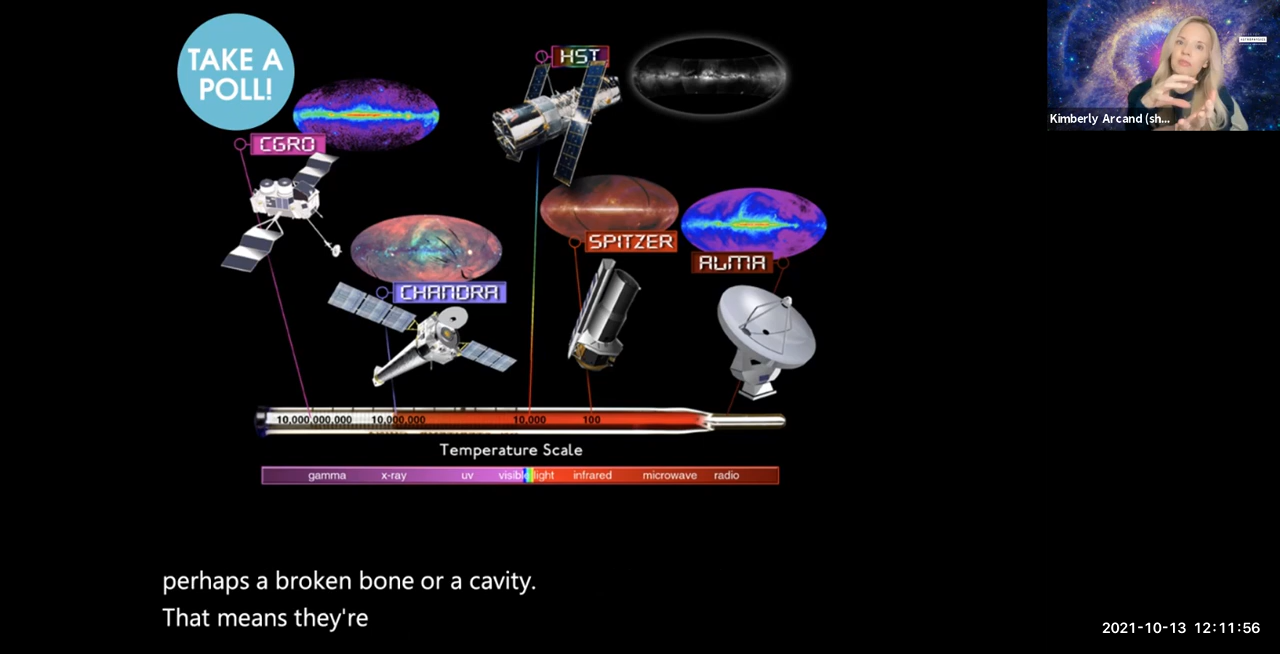 TAKE A
POLL!
HST
CGRO
SPITZER
ALMA
CHANDRA
10,000,000,000 10,000,000 10,000 100
Temperature Scale
gamma x-ray uv visible light infrared microwave radio
perhaps a broken bone or a cavity.
That means they're
Kimberly Arcand (sh...
2021-10-13 12:11:56